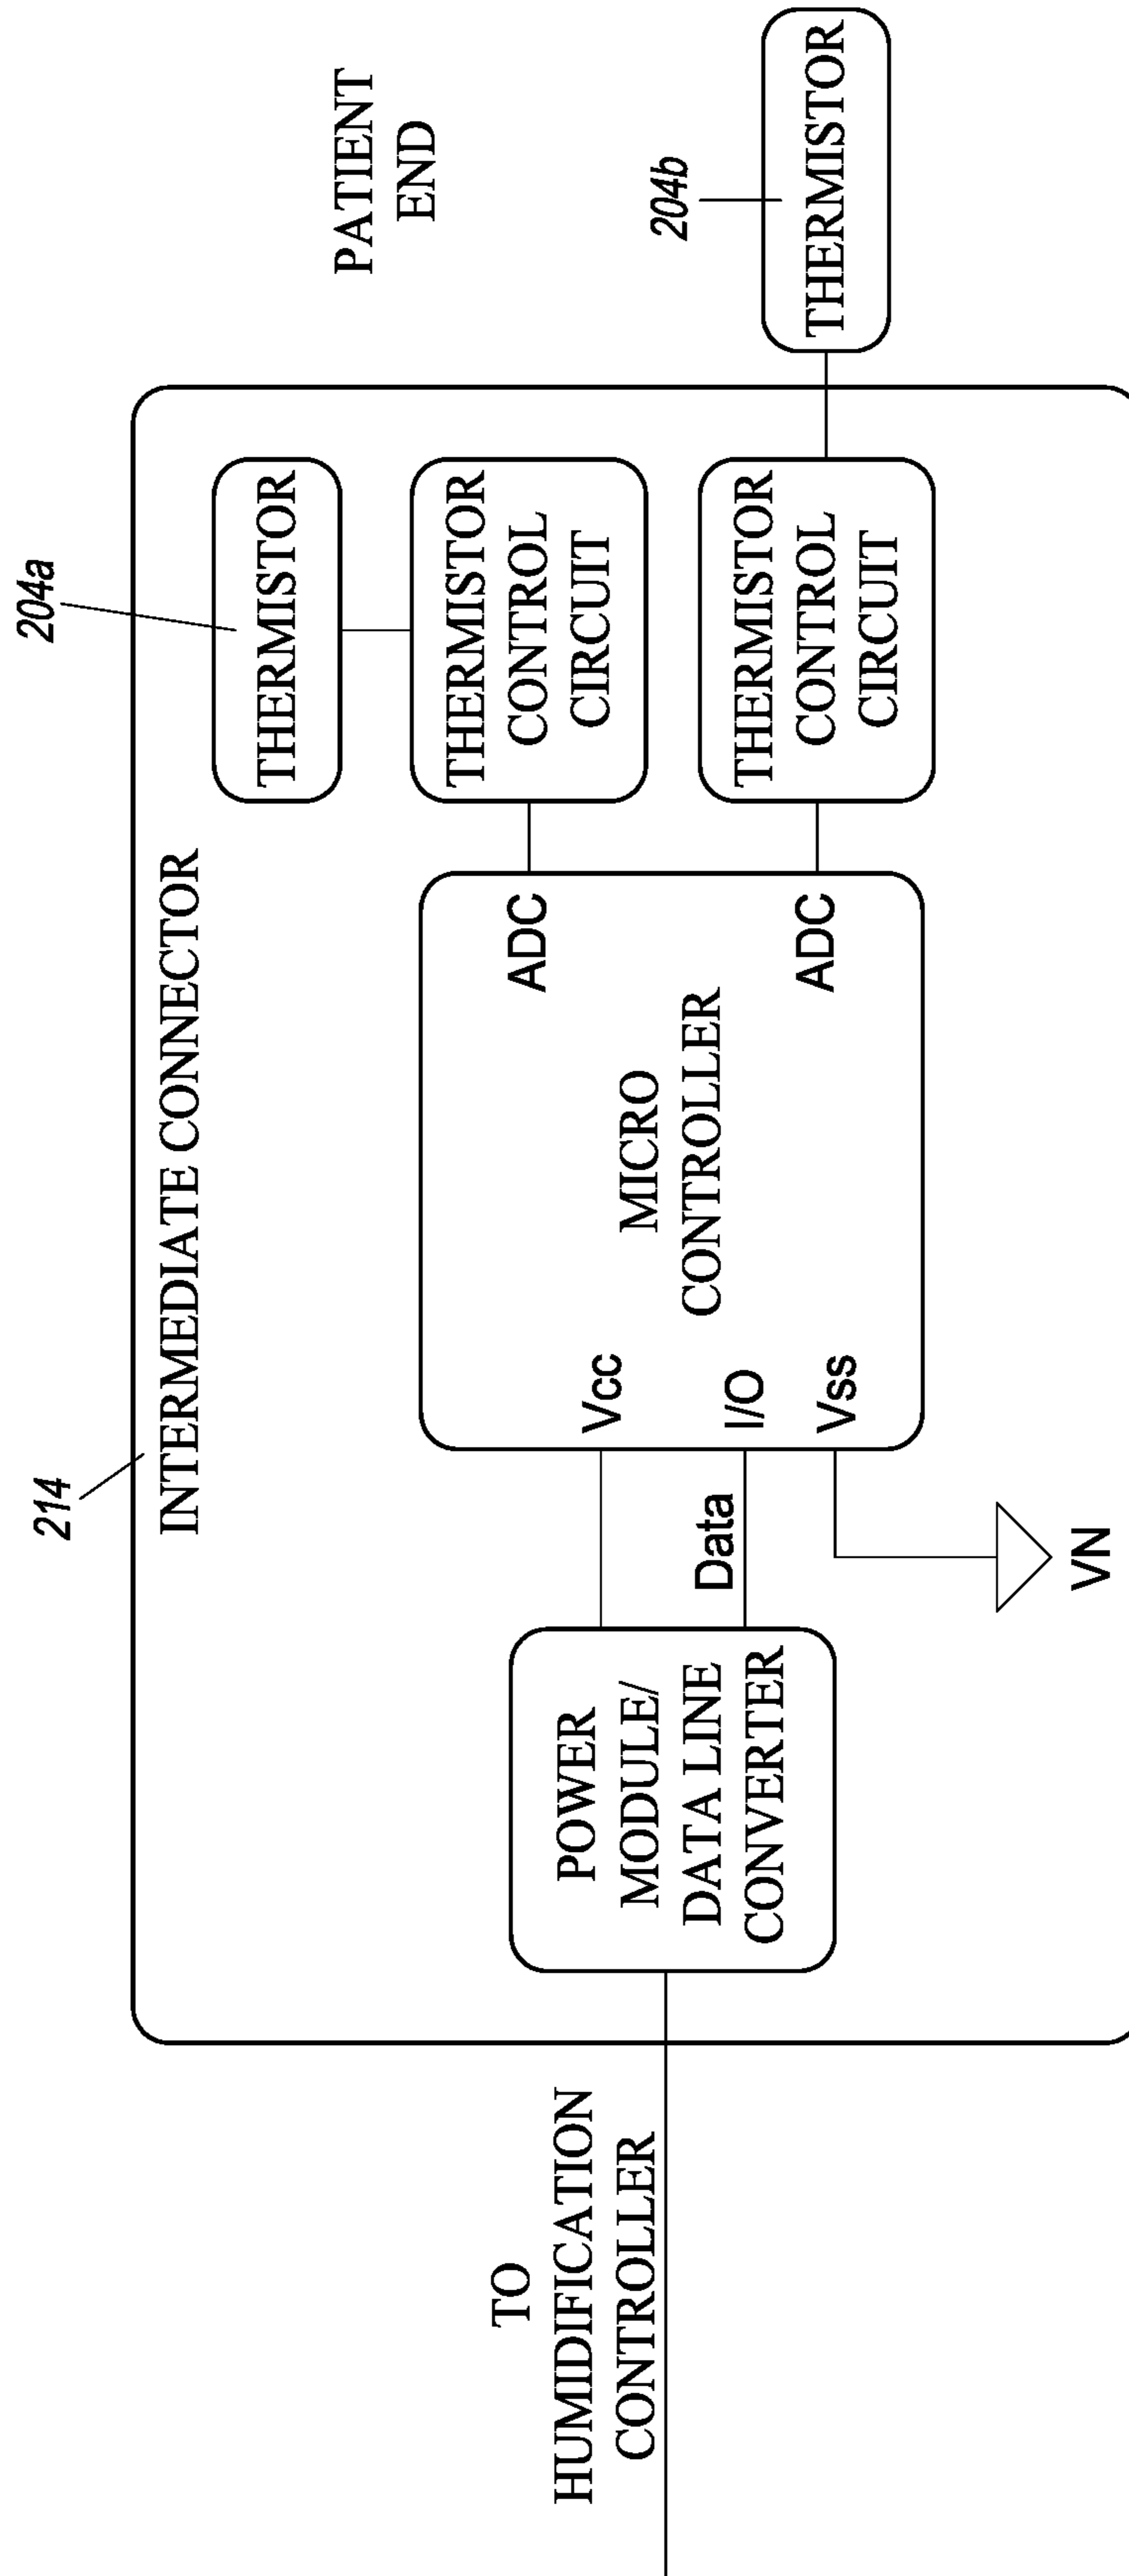 214
204a
INTERMEDIATE CONNECTOR
PATIENT
END
TO
HUMIDIFICATION
CONTROLLER
POWER
MODULE/
DATA LINE
CONVERTER
Data
VN
Vcc
I/O
Vss
MICRO
CONTROLLER
ADC
ADC
THERMISTOR
THERMISTOR
CONTROL
CIRCUIT
THERMISTOR
CONTROL
CIRCUIT
204b
THERMISTOR